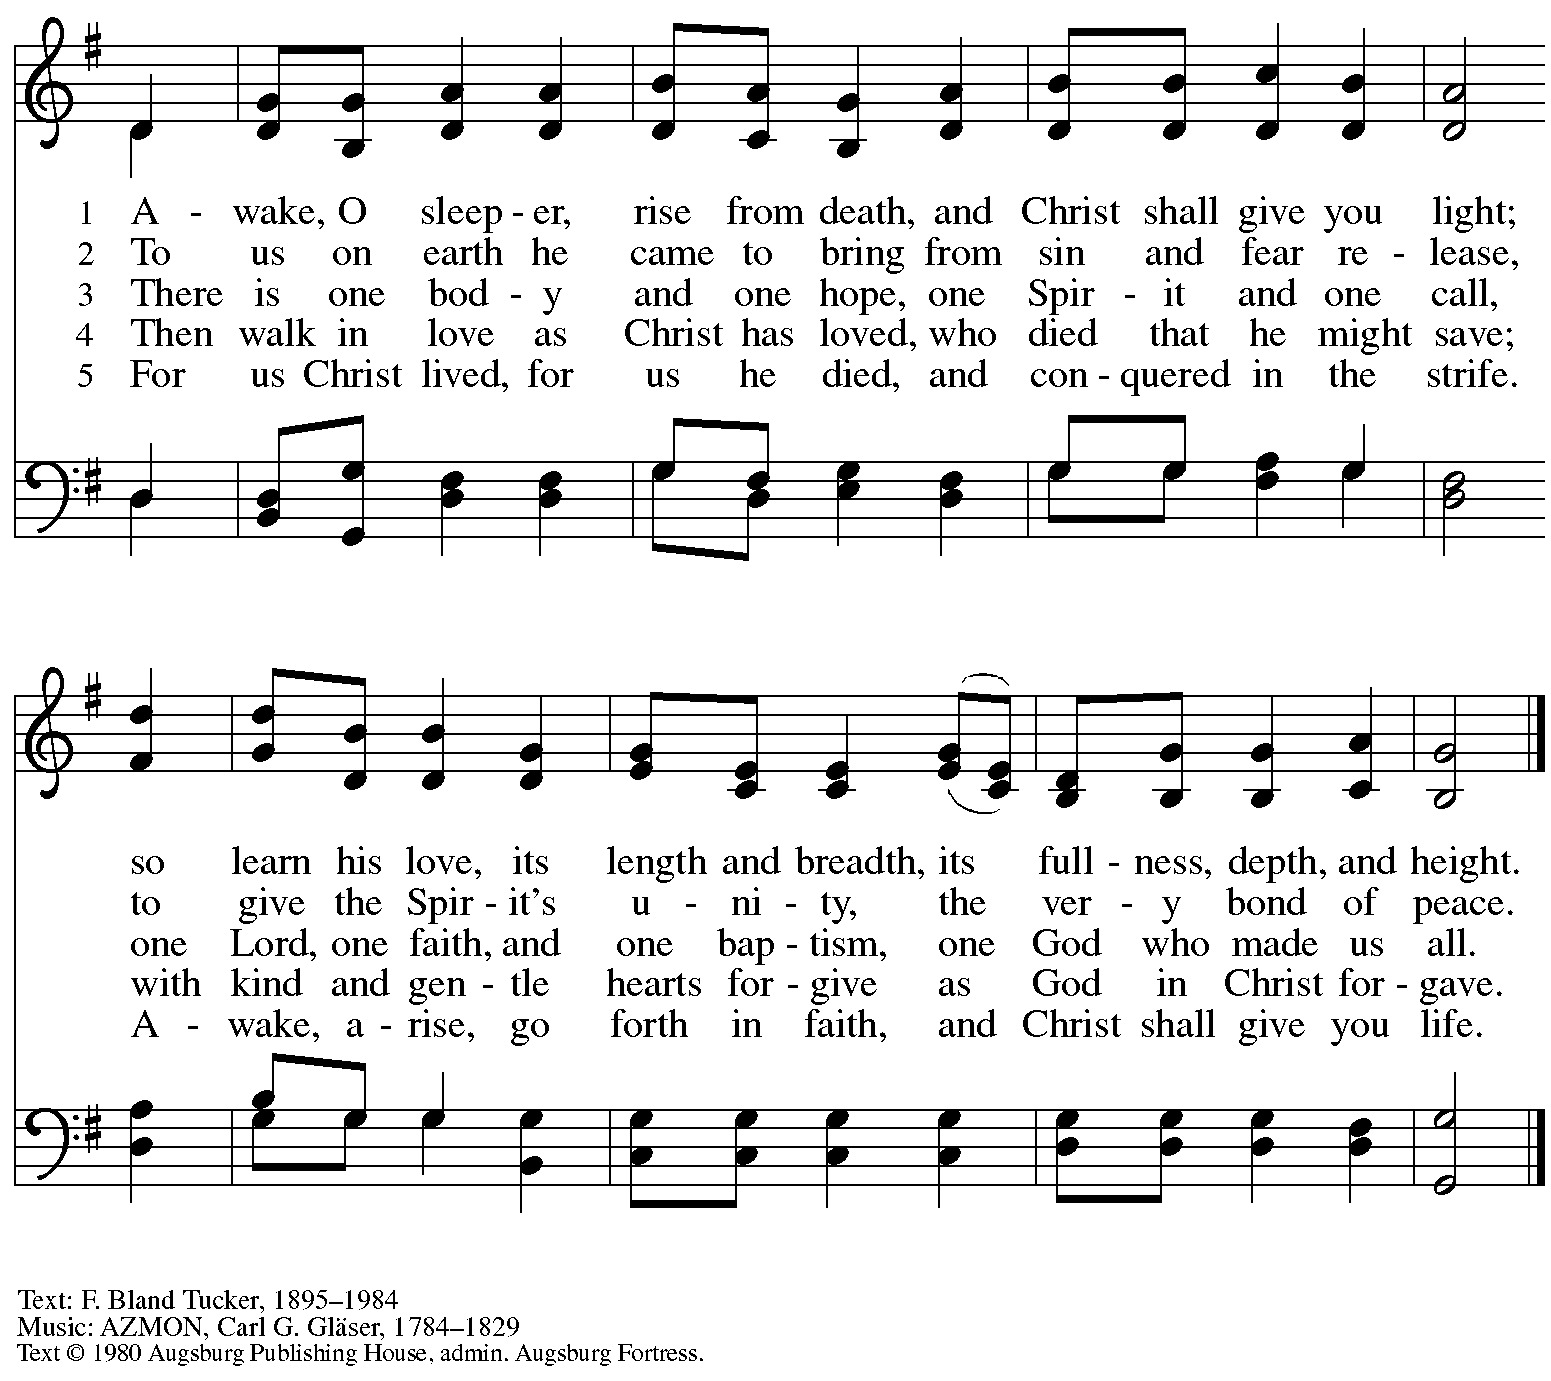 1 A - wake, O sleep - er, rise from death, and Christ shall give you light;
2 To us on earth he came to bring from sin and fear re - lease,
3 There is one bod - y and one hope, one Spir - it and one call,
4 Then walk in love as Christ has loved, who died that he might save;
5 For us Christ lived, for us he died, and con - quered in the strife.
so learn his love, its length and breadth, its full - ness, depth, and height.
to give the Spir - it's u - ni - ty, the ver - y bond of peace.
one Lord, one faith, and one bap - tism, one God who made us all.
with kind and gen - tle hearts for - give as God in Christ for - gave.
A - wake, a - rise, go forth in faith, and Christ shall give you life.
Text: F. Bland Tucker, 1895–1984
Music: AZMON, Carl G. Gläser, 1784–1829
Text © 1980 Augsburg Publishing House, admin. Augsburg Fortress.